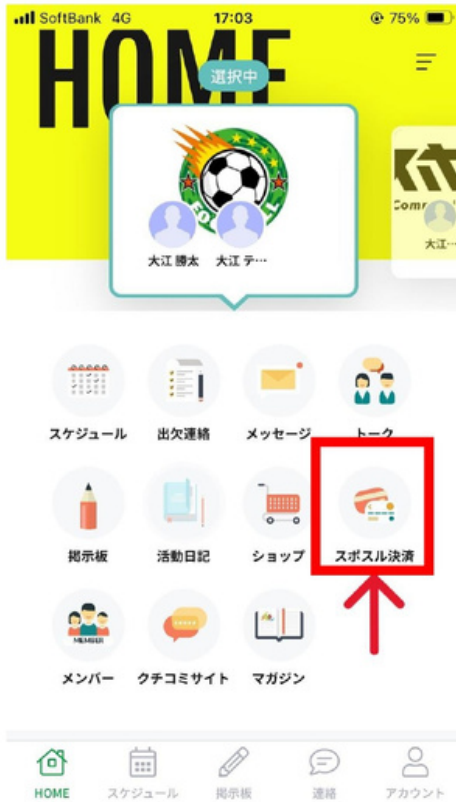 SoftBank 4G 17:03 75%
HOME
選択中
大江 勝太 大江 テ…
大江…
スケジュール 出欠連絡 メッセージ トーク
掲示板 活動日記 ショップ スポスル決済
MEMBER
メンバー クチコミサイト マガジン
HOME スケジュール 掲示板 連絡 アカウント